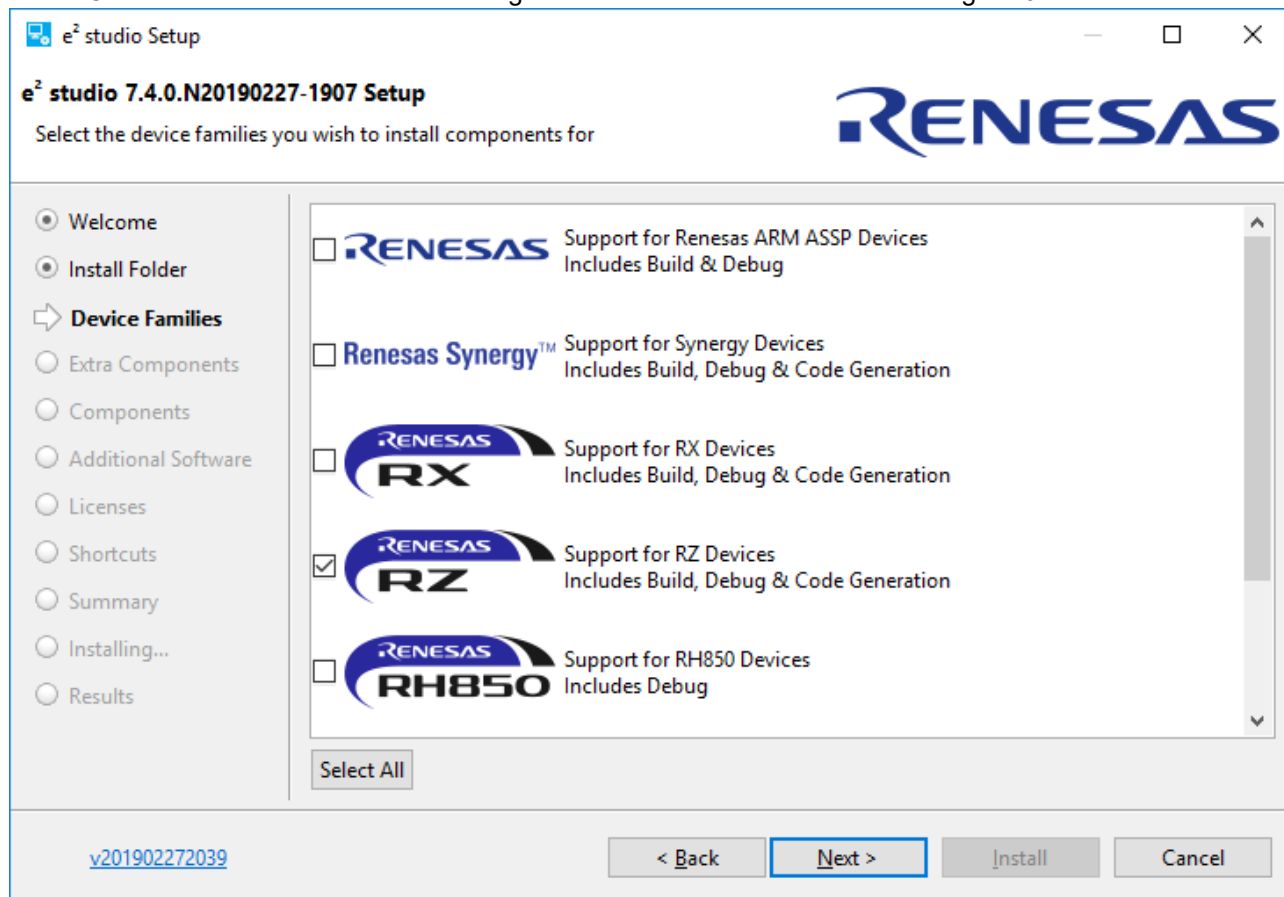 e² studio Setup
e² studio 7.4.0.N20190227-1907 Setup
Select the device families you wish to install components for
RENESAS
Welcome
Install Folder
Device Families
Extra Components
Components
Additional Software
Licenses
Shortcuts
Summary
Installing...
Results
RENESAS
Support for Renesas ARM ASSP Devices
Includes Build & Debug
Renesas Synergy™
Support for Synergy Devices
Includes Build, Debug & Code Generation
RENESAS
RX
Support for RX Devices
Includes Build, Debug & Code Generation
RENESAS
RZ
Support for RZ Devices
Includes Build, Debug & Code Generation
RENESAS
RH850
Support for RH850 Devices
Includes Debug
Select All
v201902272039
< Back
Next >
Install
Cancel